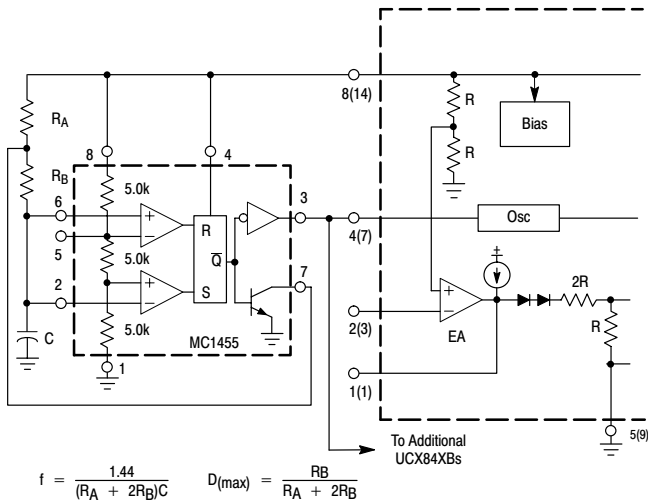 8(14)
R
Bias
R
R_A
R_B
8
4
6
5.0k
3
5
R
Q̅
4(7)
Osc
5.0k
7
2
S
2(3)
EA
2R
R
C
5.0k
MC1455
1
1(1)
5(9)
To Additional
UCX84XBs
f = 1.44 / (R_A + 2R_B)C
D(max) = RB / R_A + 2R_B
+
−
+
−
+
−